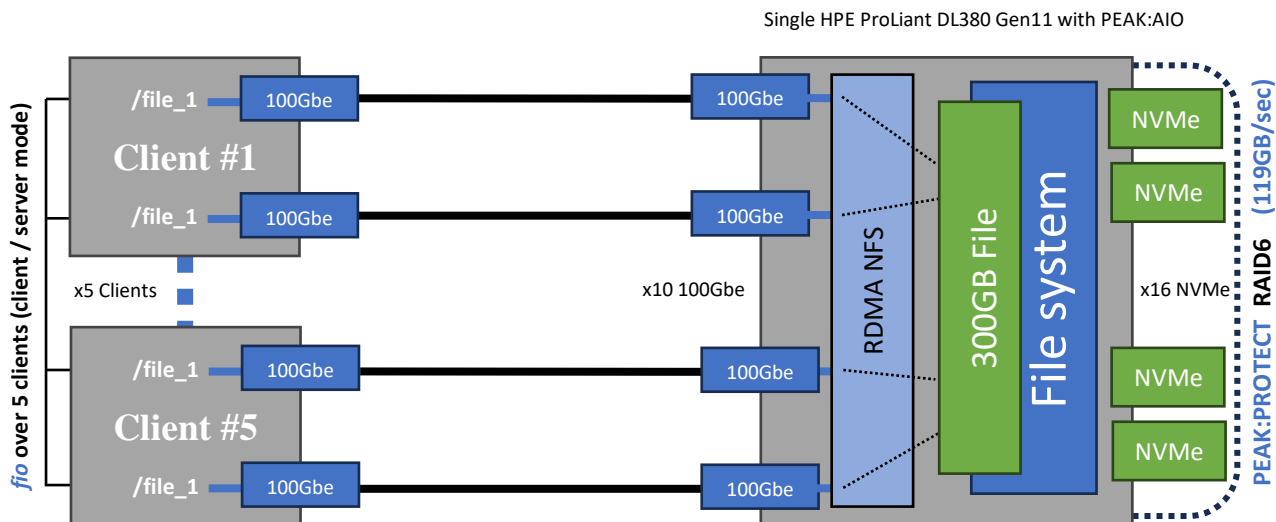 Single HPE ProLiant DL380 Gen11 with PEAK:AIO
fio over 5 clients (client / server mode)
/file_1
100Gbe
Client #1
/file_1
100Gbe
x5 Clients
/file_1
100Gbe
Client #5
/file_1
100Gbe
100Gbe
100Gbe
x10 100Gbe
100Gbe
100Gbe
RDMA NFS
300GB File
File system
NVMe
NVMe
x16 NVMe
NVMe
NVMe
PEAK:PROTECT RAID6 (119GB/sec)